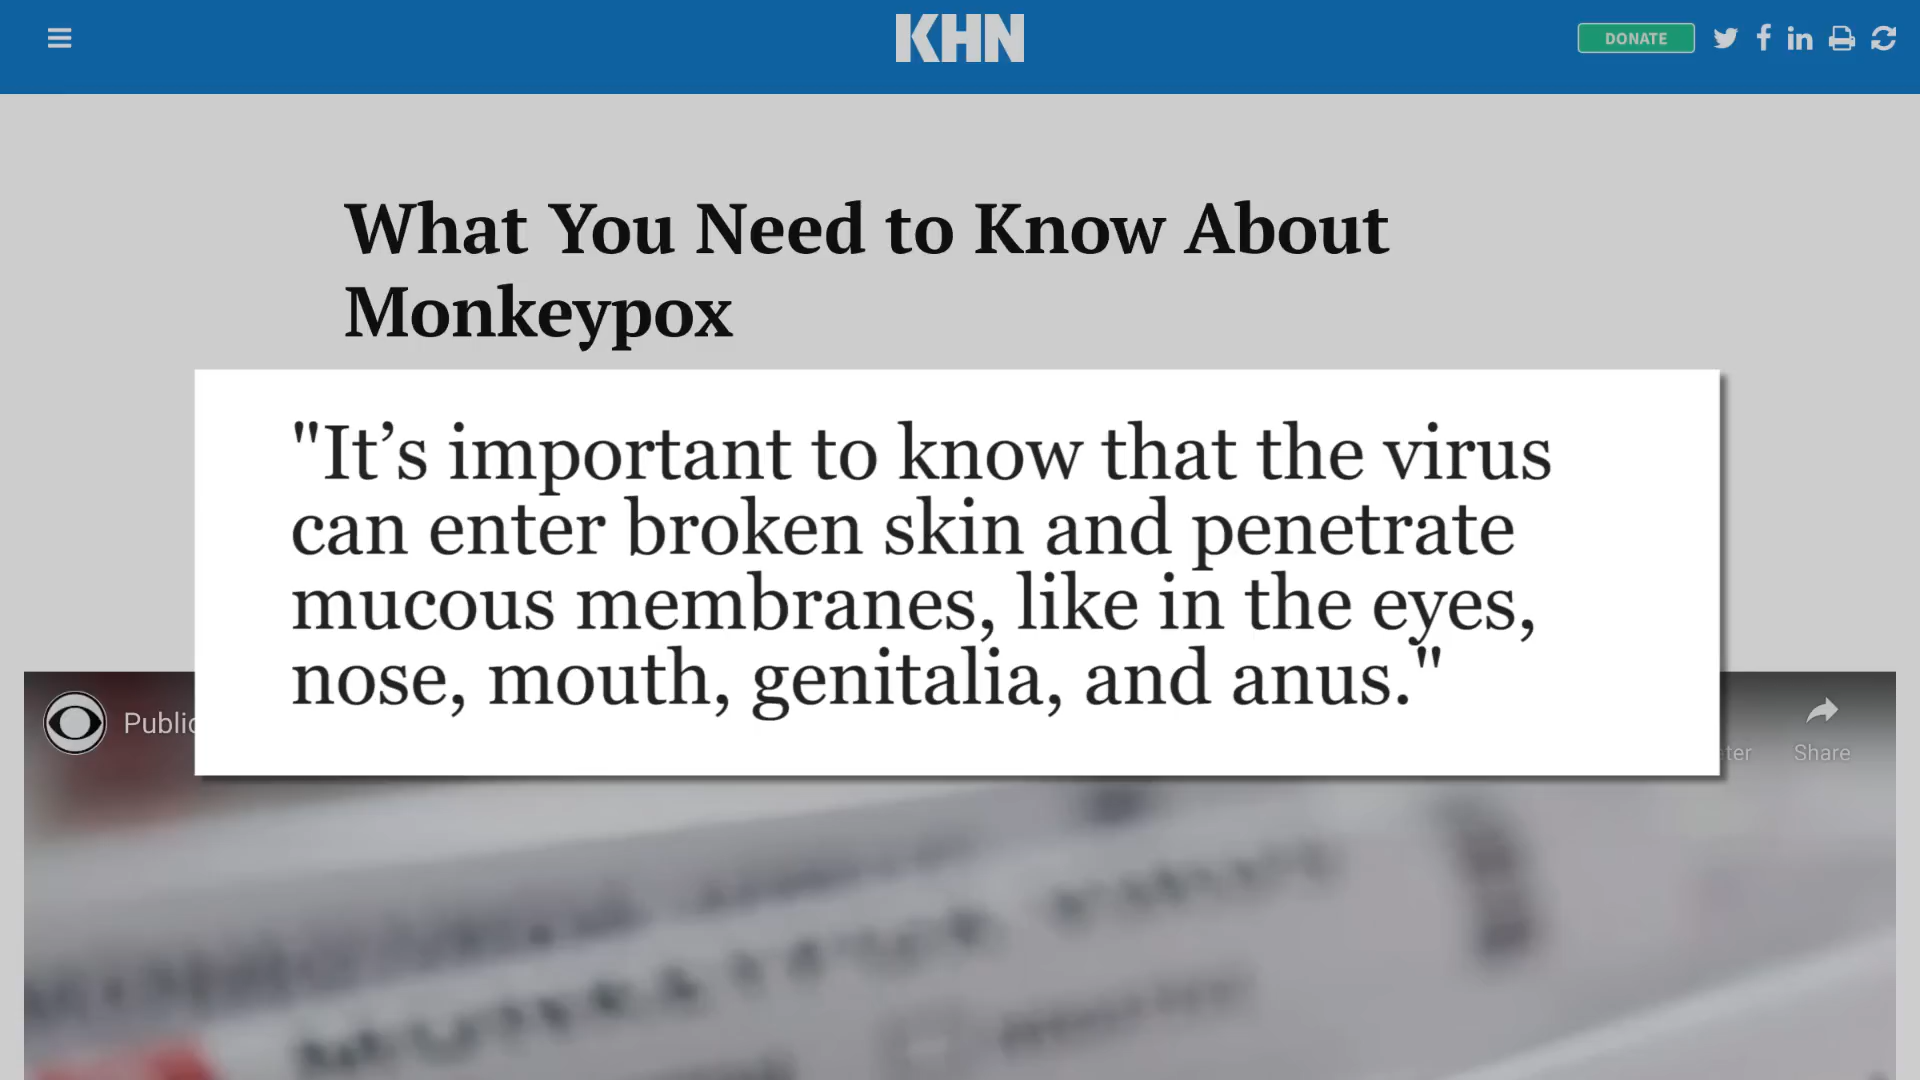 KHN
DONATE
What You Need to Know About
Monkeypox
"It’s important to know that the virus
can enter broken skin and penetrate
mucous membranes, like in the eyes,
nose, mouth, genitalia, and anus."
Share